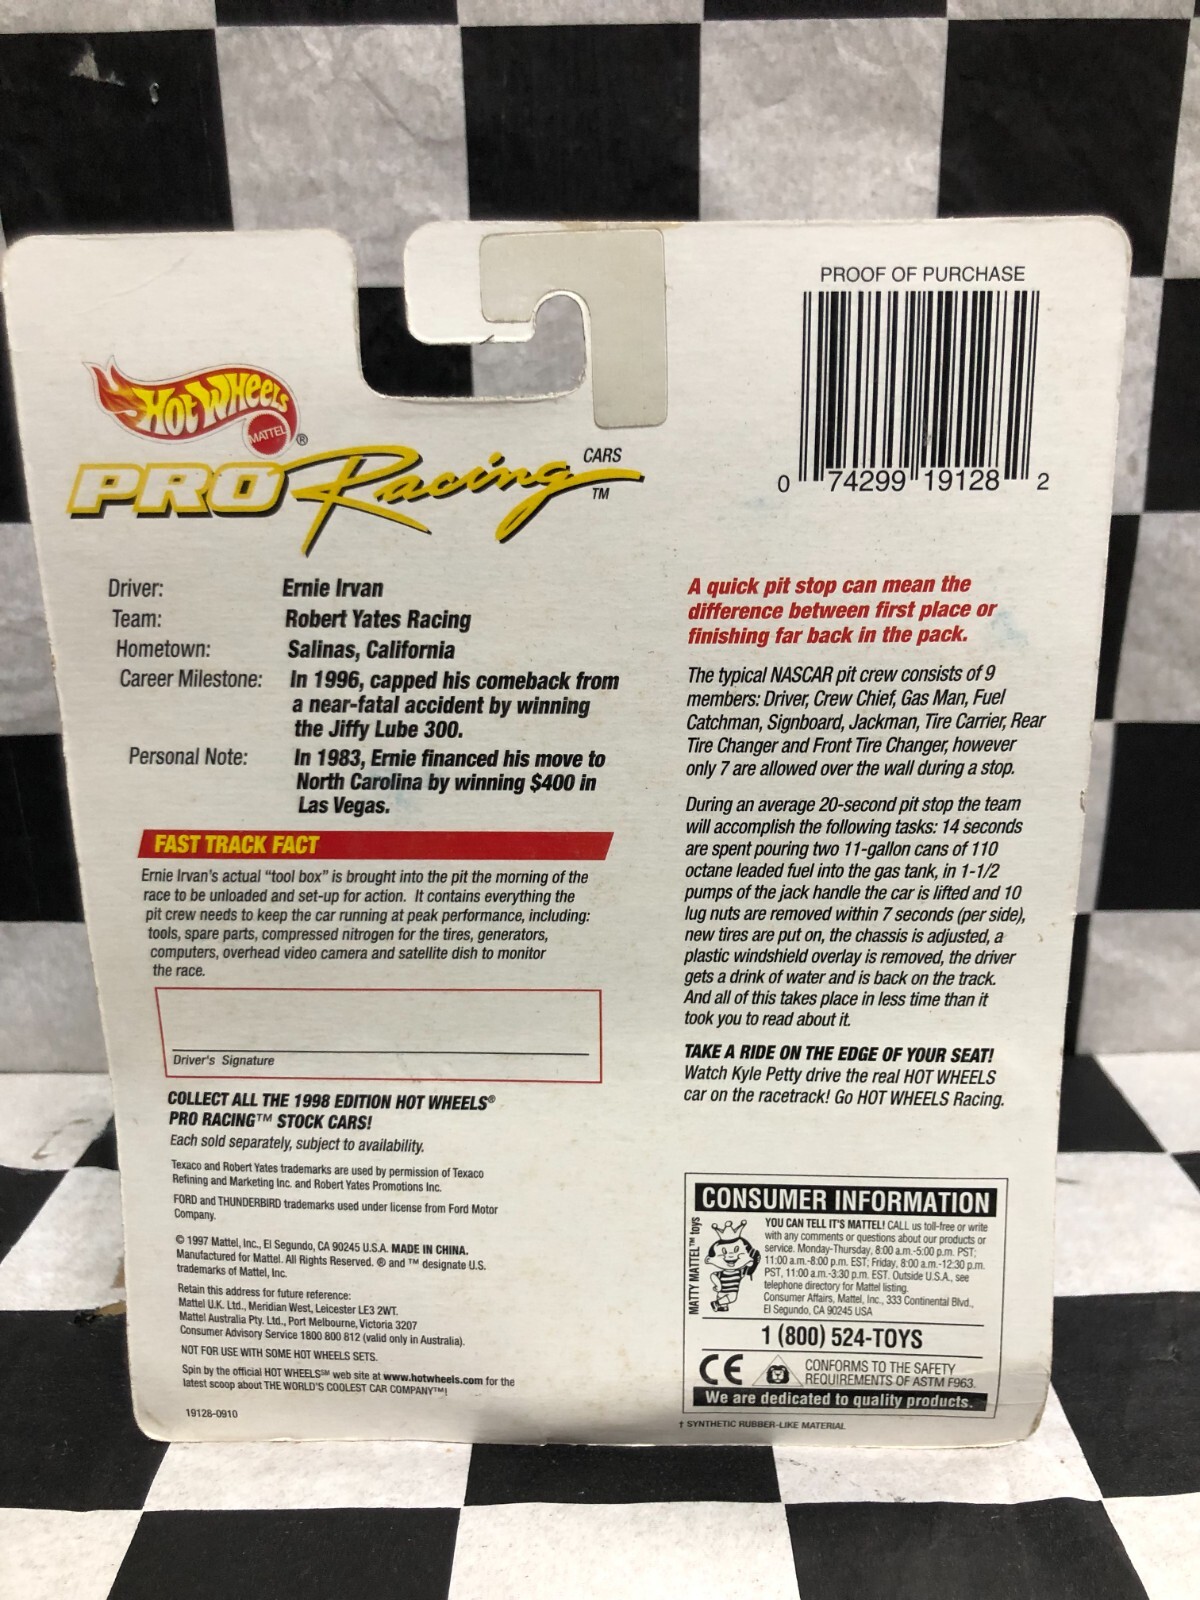 PROOF OF PURCHASE
0 74299 19128 2
HOT WHEELS
MATTEL
®
PRO Racing CARS
™
Driver: Ernie Irvan
Team: Robert Yates Racing
Hometown: Salinas, California
Career Milestone: In 1996, capped his comeback from
a near-fatal accident by winning
the Jiffy Lube 300.
Personal Note: In 1983, Ernie financed his move to
North Carolina by winning $400 in
Las Vegas.
FAST TRACK FACT
Ernie Irvan's actual "tool box" is brought into the pit the morning of the
race to be unloaded and set-up for action. It contains everything the
pit crew needs to keep the car running at peak performance, including:
tools, spare parts, compressed nitrogen for the tires, generators,
computers, overhead video camera and satellite dish to monitor
the race.
Driver's Signature
COLLECT ALL THE 1998 EDITION HOT WHEELS®
PRO RACING™ STOCK CARS!
Each sold separately, subject to availability.
Texaco and Robert Yates trademarks are used by permission of Texaco
Refining and Marketing Inc. and Robert Yates Promotions Inc.
FORD and THUNDERBIRD trademarks used under license from Ford Motor
Company.
© 1997 Mattel, Inc., El Segundo, CA 90245 U.S.A. MADE IN CHINA.
Manufactured for Mattel. All Rights Reserved. ® and ™ designate U.S.
trademarks of Mattel, Inc.
Retain this address for future reference:
Mattel U.K. Ltd., Meridian West, Leicester LE3 2WT.
Mattel Australia Pty. Ltd., Port Melbourne, Victoria 3207
Consumer Advisory Service 1800 800 812 (valid only in Australia).
NOT FOR USE WITH SOME HOT WHEELS SETS.
Spin by the official HOT WHEELS℠ web site at www.hotwheels.com for the
latest scoop about THE WORLD'S COOLEST CAR COMPANY™!
19128-0910
A quick pit stop can mean the
difference between first place or
finishing far back in the pack.
The typical NASCAR pit crew consists of 9
members: Driver, Crew Chief, Gas Man, Fuel
Catchman, Signboard, Jackman, Tire Carrier, Rear
Tire Changer and Front Tire Changer, however
only 7 are allowed over the wall during a stop.
During an average 20-second pit stop the team
will accomplish the following tasks: 14 seconds
are spent pouring two 11-gallon cans of 110
octane leaded fuel into the gas tank, in 1-1/2
pumps of the jack handle the car is lifted and 10
lug nuts are removed within 7 seconds (per side),
new tires are put on, the chassis is adjusted, a
plastic windshield overlay is removed, the driver
gets a drink of water and is back on the track.
And all of this takes place in less time than it
took you to read about it.
TAKE A RIDE ON THE EDGE OF YOUR SEAT!
Watch Kyle Petty drive the real HOT WHEELS
car on the racetrack! Go HOT WHEELS Racing.
CONSUMER INFORMATION
MATTY MATTEL™ toys
YOU CAN TELL IT'S MATTEL! CALL us toll-free or write
with any comments or questions about our products or
service. Monday-Thursday, 8:00 a.m.-5:00 p.m. PST;
11:00 a.m.-8:00 p.m. EST; Friday, 8:00 a.m.-12:30 p.m.
PST, 11:00 a.m.-3:30 p.m. EST. Outside U.S.A., see
telephone directory for Mattel listing.
Consumer Affairs, Mattel, Inc., 333 Continental Blvd.,
El Segundo, CA 90245 USA
1 (800) 524-TOYS
CE
CONFORMS TO THE SAFETY
REQUIREMENTS OF ASTM F963.
We are dedicated to quality products.
† SYNTHETIC RUBBER-LIKE MATERIAL